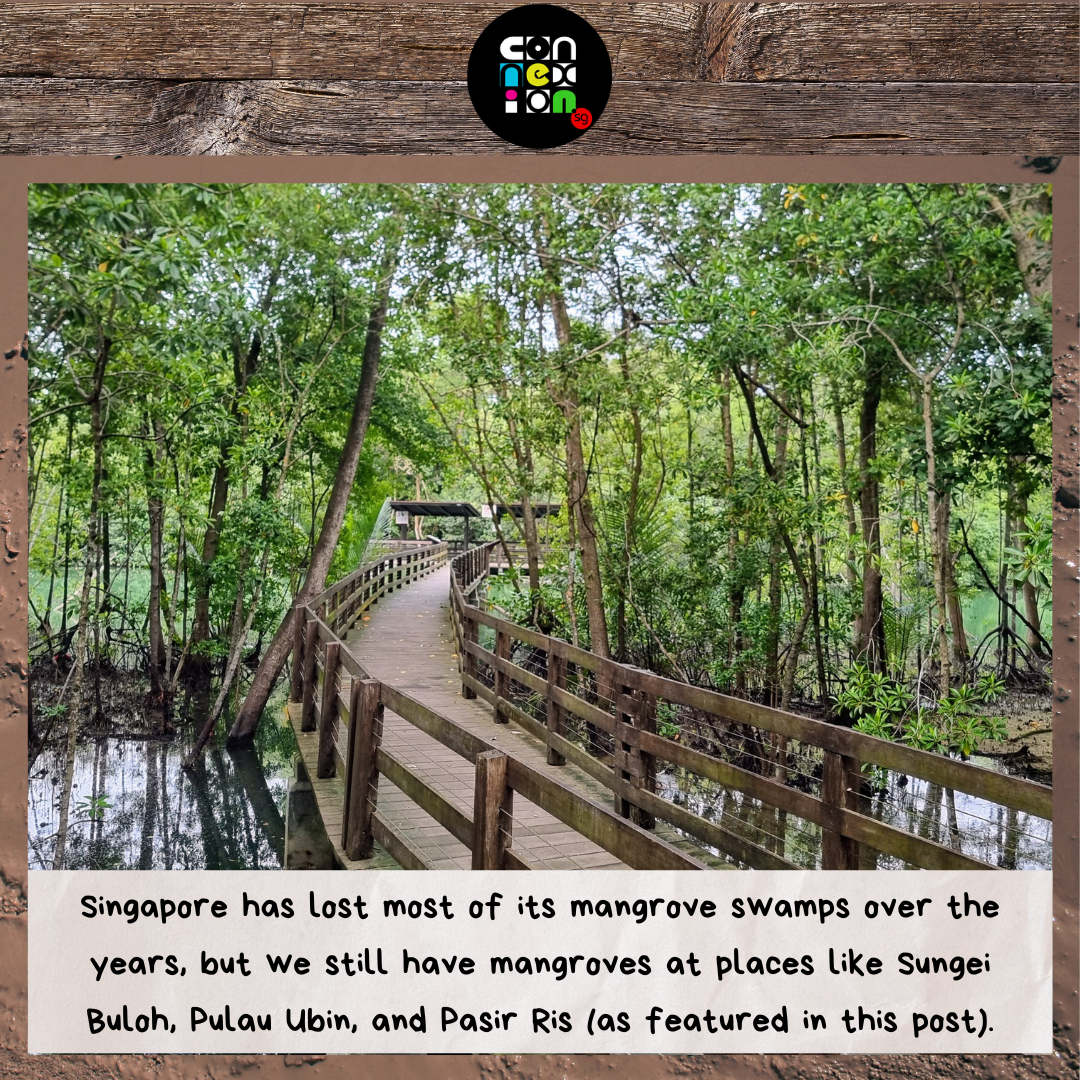 con
nex
ion
sg
Singapore has lost most of its mangrove swamps over the
years, but we still have mangroves at places like Sungei
Buloh, Pulau Ubin, and Pasir Ris (as featured in this post).